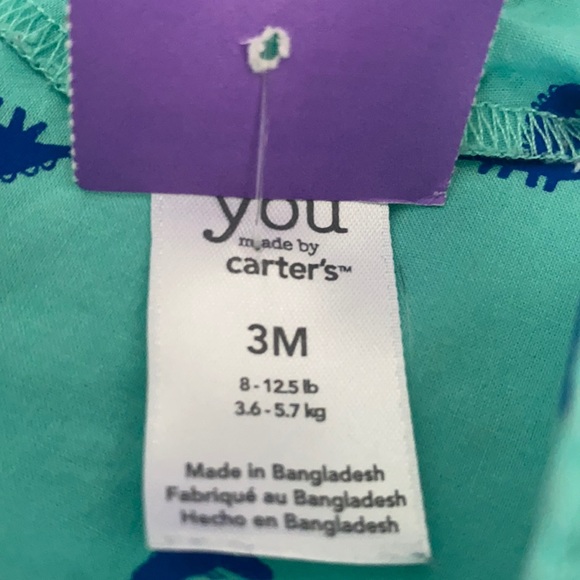 you
made by
carter's™
3M
8-12.5 lb
3.6-5.7 kg
Made in Bangladesh
Fabriqué au Bangladesh
Hecho en Bangladesh